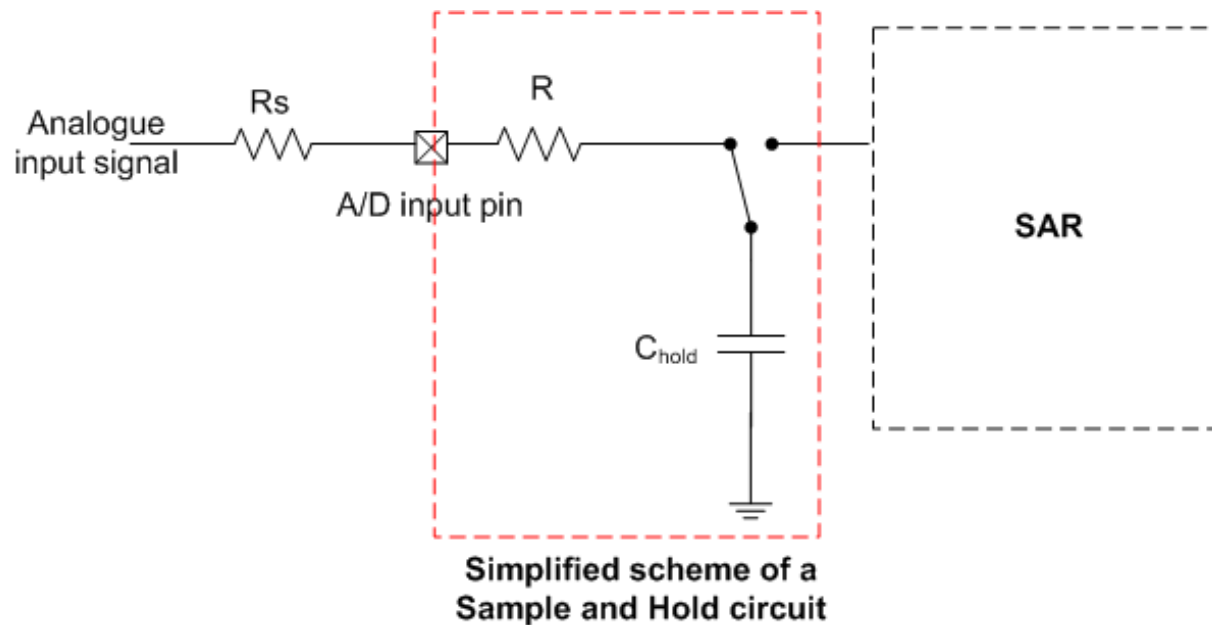 Analogue
input signal
Rs
A/D input pin
R
Chold
SAR
Simplified scheme of a
Sample and Hold circuit